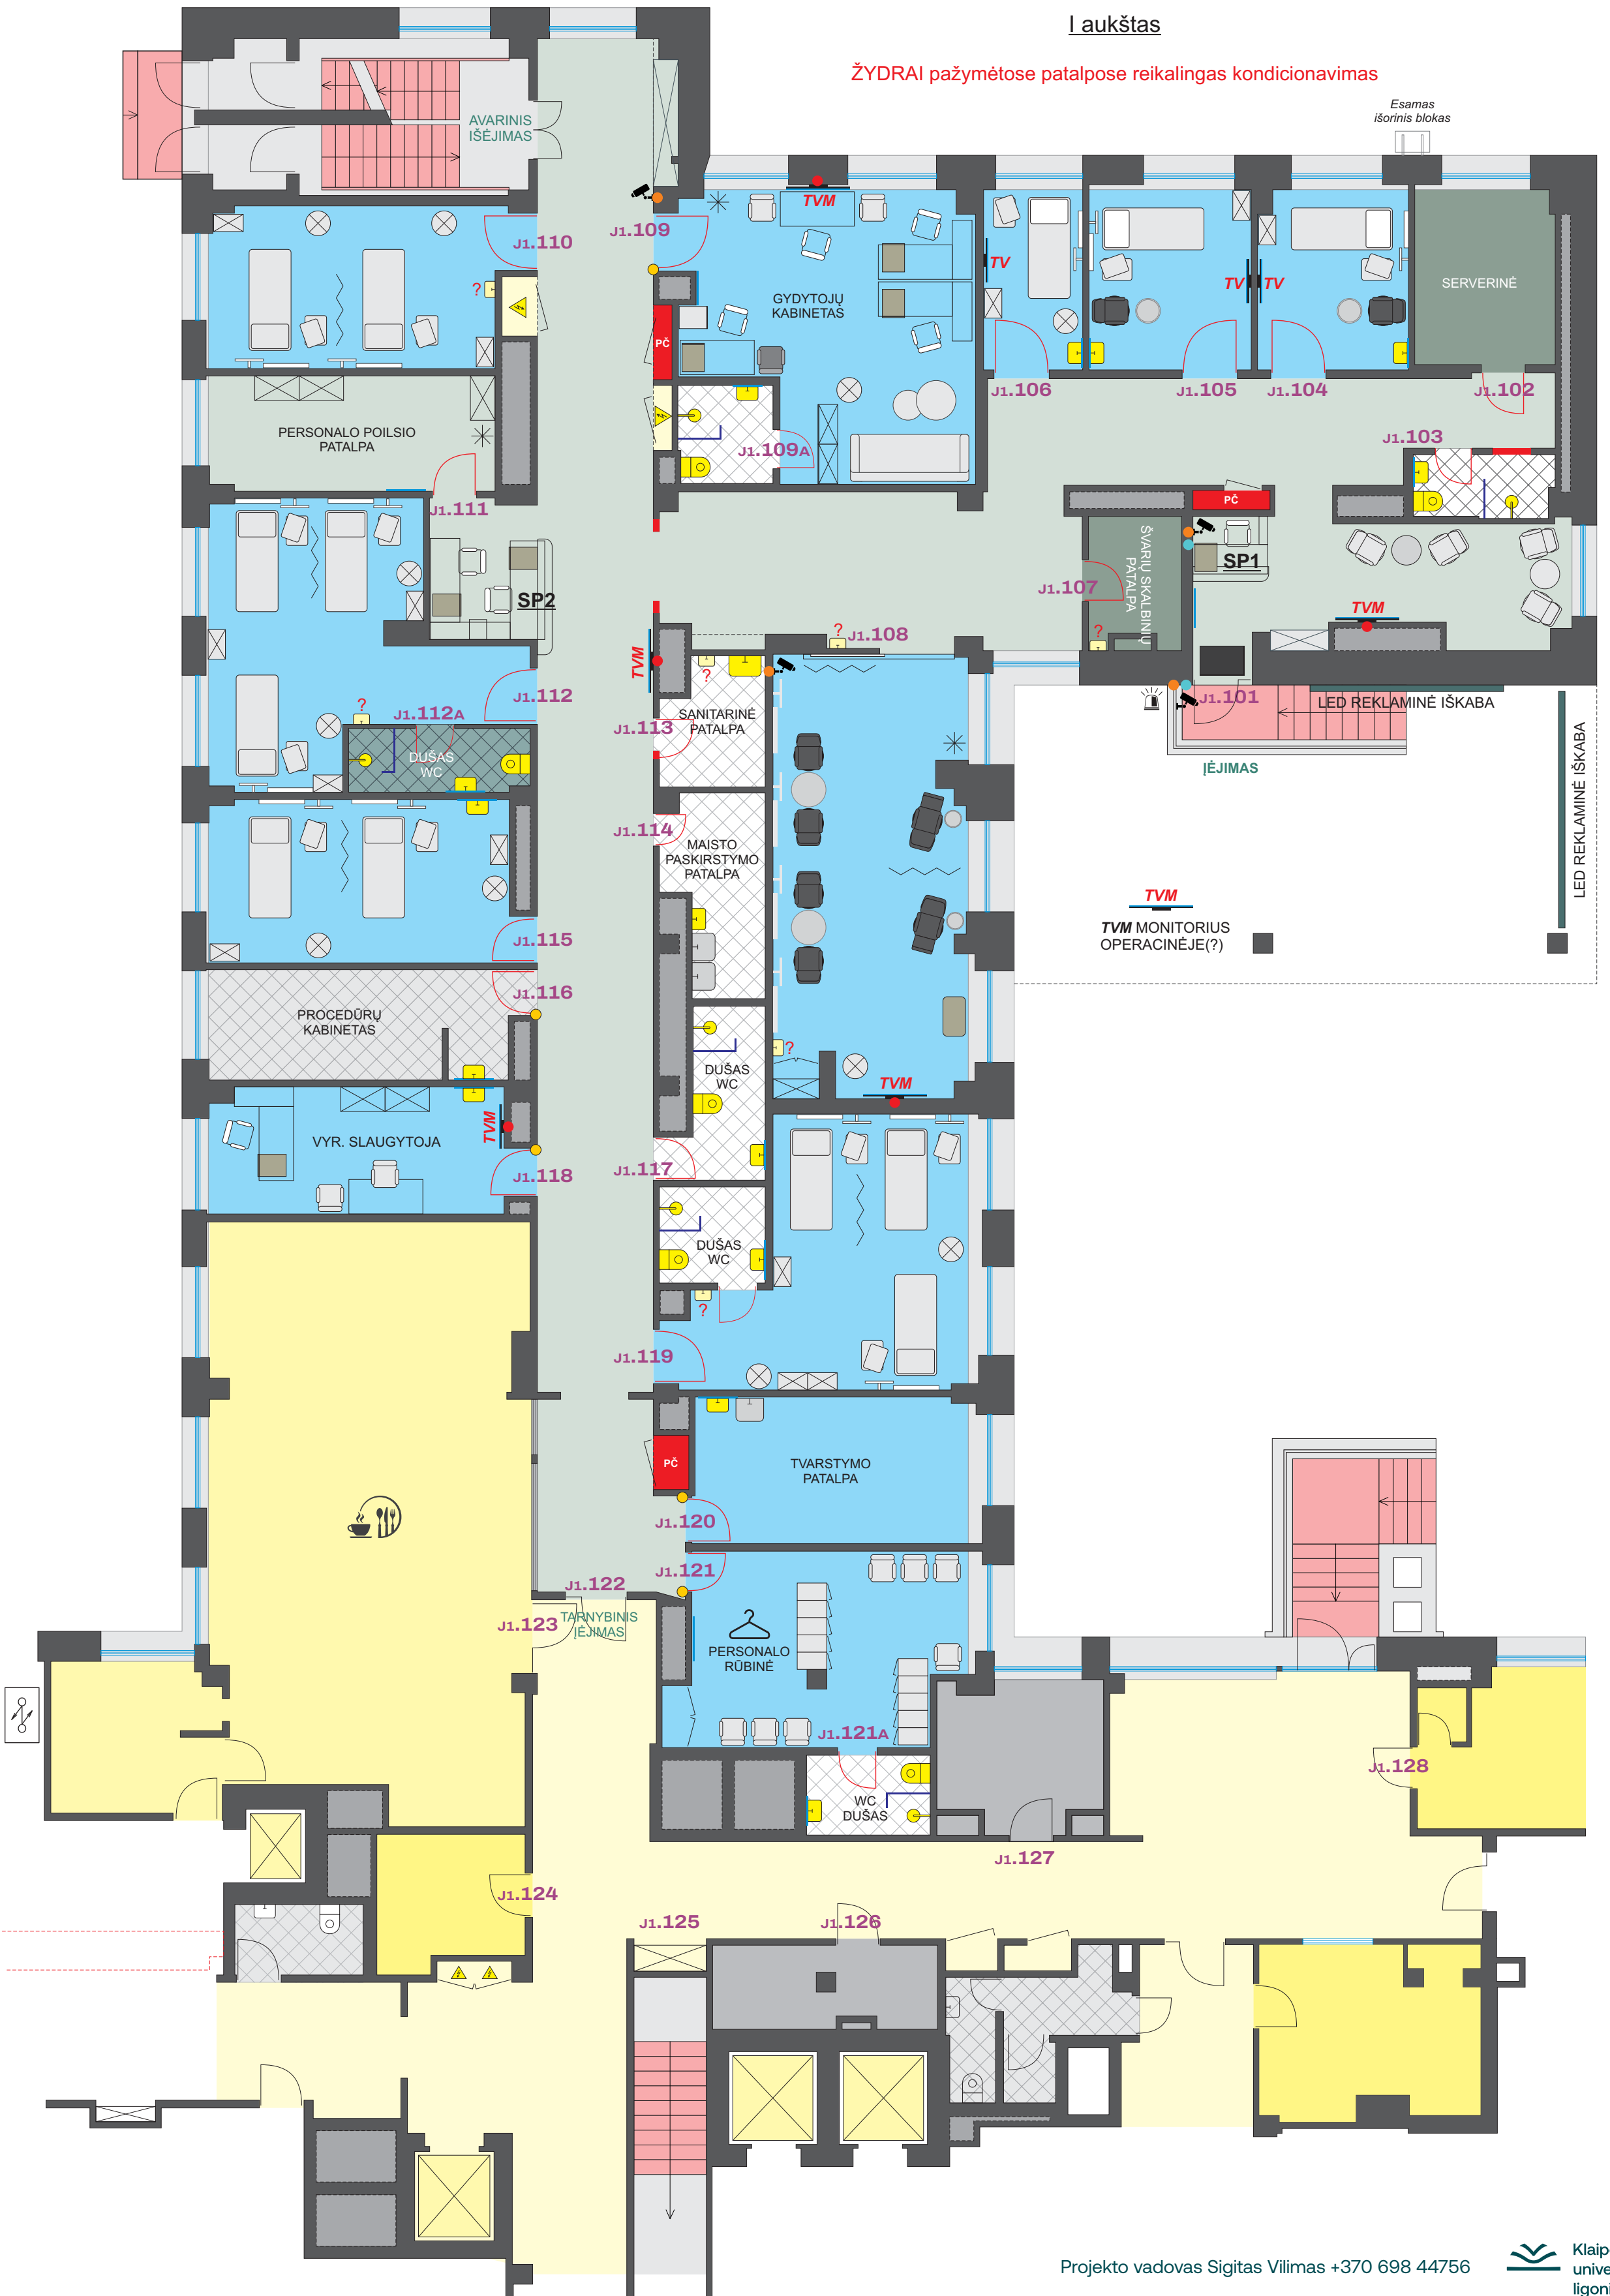 I aukštas
ŽYDRAI pažymėtose patalpose reikalingas kondicionavimas
Esamas
išorinis blokas
AVARINIS
IŠĖJIMAS
TVM
J1.110
J1.109
TV
TV
TV
SERVERINĖ
?
GYDYTOJŲ
KABINETAS
PČ
J1.106
J1.105
J1.104
J1.102
PERSONALO POILSIO
PATALPA
J1.109A
J1.103
J1.111
PČ
ŠVARIŲ SKALBINIŲ
PATALPA
SP1
SP2
J1.107
TVM
?
?
J1.108
TVM
?
J1.112
J1.112A
?
J1.113
SANITARINĖ
PATALPA
J1.101
LED REKLAMINĖ IŠKABA
LED REKLAMINĖ IŠKABA
ĮĖJIMAS
DUŠAS
WC
J1.114
MAISTO
PASKIRSTYMO
PATALPA
TVM
TVM MONITORIUS
OPERACINĖJE(?)
J1.115
J1.116
PROCEDŪRŲ
KABINETAS
?
DUŠAS
WC
TVM
TVM
VYR. SLAUGYTOJA
J1.118
J1.117
DUŠAS
WC
?
J1.119
PČ
TVARSTYMO
PATALPA
J1.120
J1.121
J1.122
J1.123
TARNYBINIS
ĮĖJIMAS
PERSONALO
RŪBINĖ
J1.121A
J1.128
WC
DUŠAS
J1.127
J1.124
J1.125
J1.126
Projekto vadovas Sigitas Vilimas +370 698 44756
Klaip
unive
ligoni